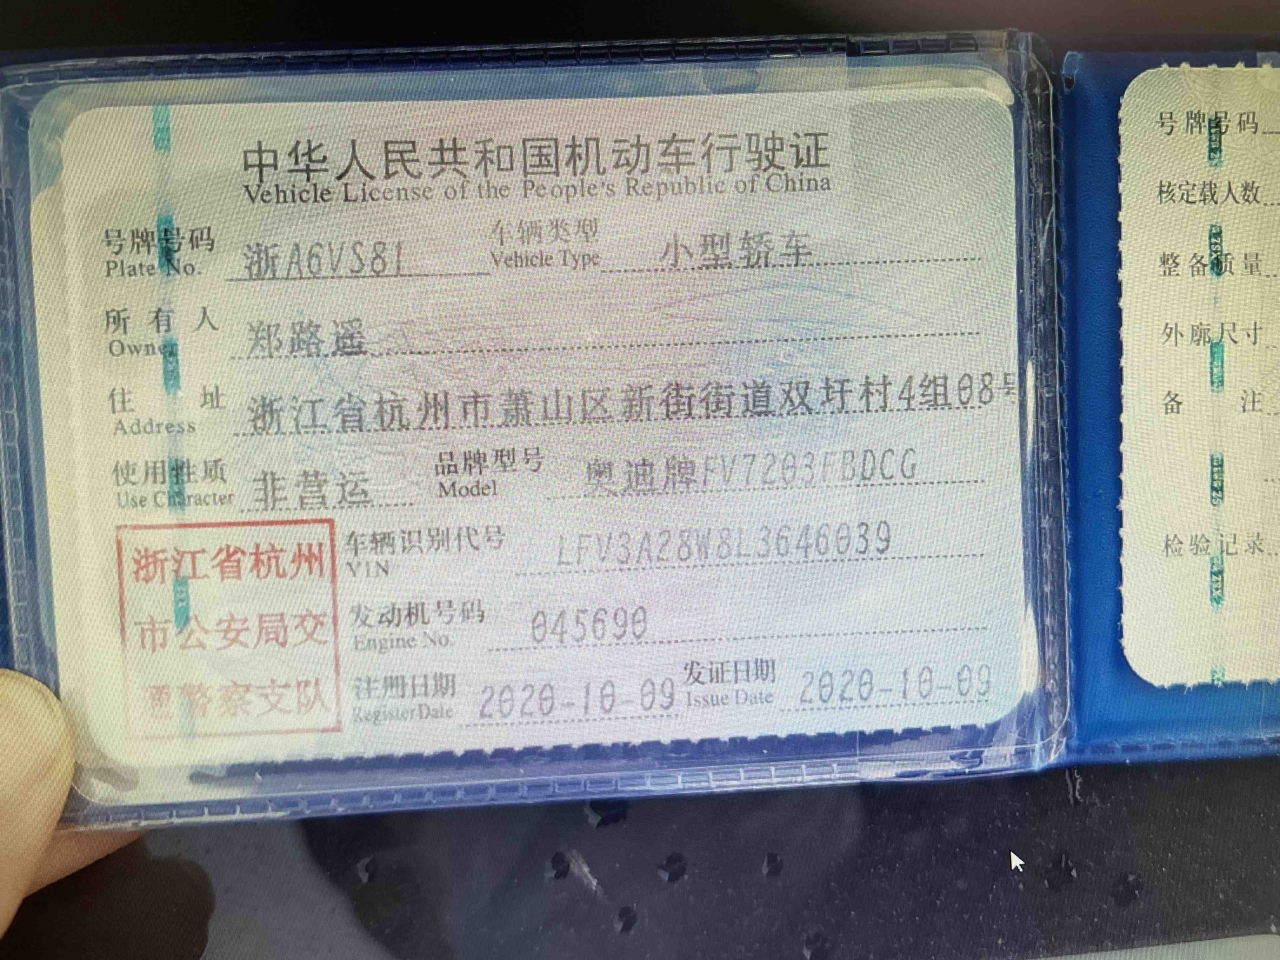 中华人民共和国机动车行驶证
Vehicle License of the People's Republic of China
号牌号码 浙A6VS81 车辆类型 小型轿车
Plate No. Vehicle Type
所有人 郑路遥
Owner
住址 浙江省杭州市萧山区新街街道双圩村4组08号
Address
使用性质 非营运 品牌型号 奥迪牌FV7203FBDCG
Use Character Model
车辆识别代号 LFV3A28W8L3646039
VIN
发动机号码 045690
Engine No.
注册日期 2020-10-09 发证日期 2020-10-09
Register Date Issue Date
浙江省杭州
市公安局交
通警察支队
号牌号码
核定载人数
整备质量
外廓尺寸
备注
检验记录